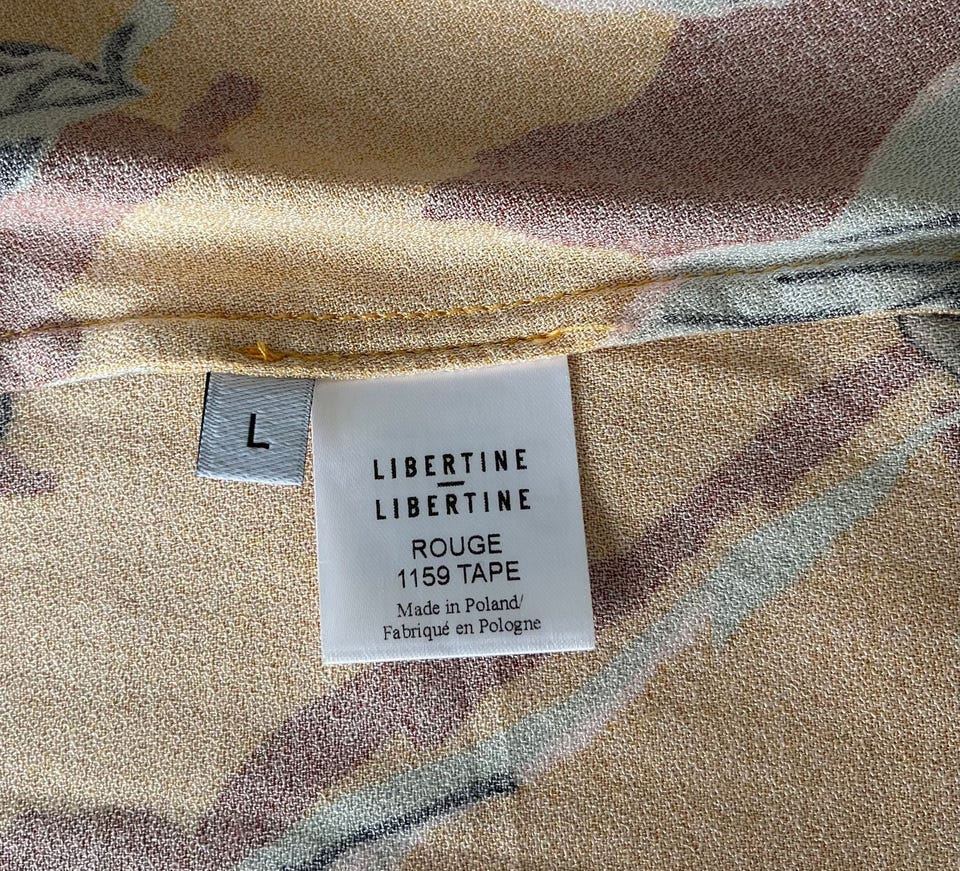 L
LIBERTINE
LIBERTINE
ROUGE
1159 TAPE
Made in Poland/
Fabriqué en Pologne